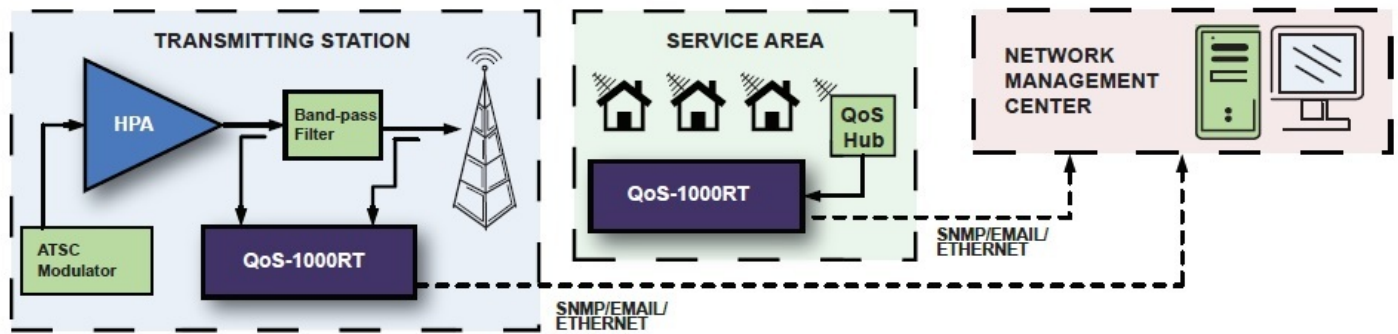 TRANSMITTING STATION
HPA
Band-pass
Filter
ATSC
Modulator
QoS-1000RT
SNMP/EMAIL/
ETHERNET
SERVICE AREA
QoS
Hub
QoS-1000RT
SNMP/EMAIL/
ETHERNET
NETWORK
MANAGEMENT
CENTER